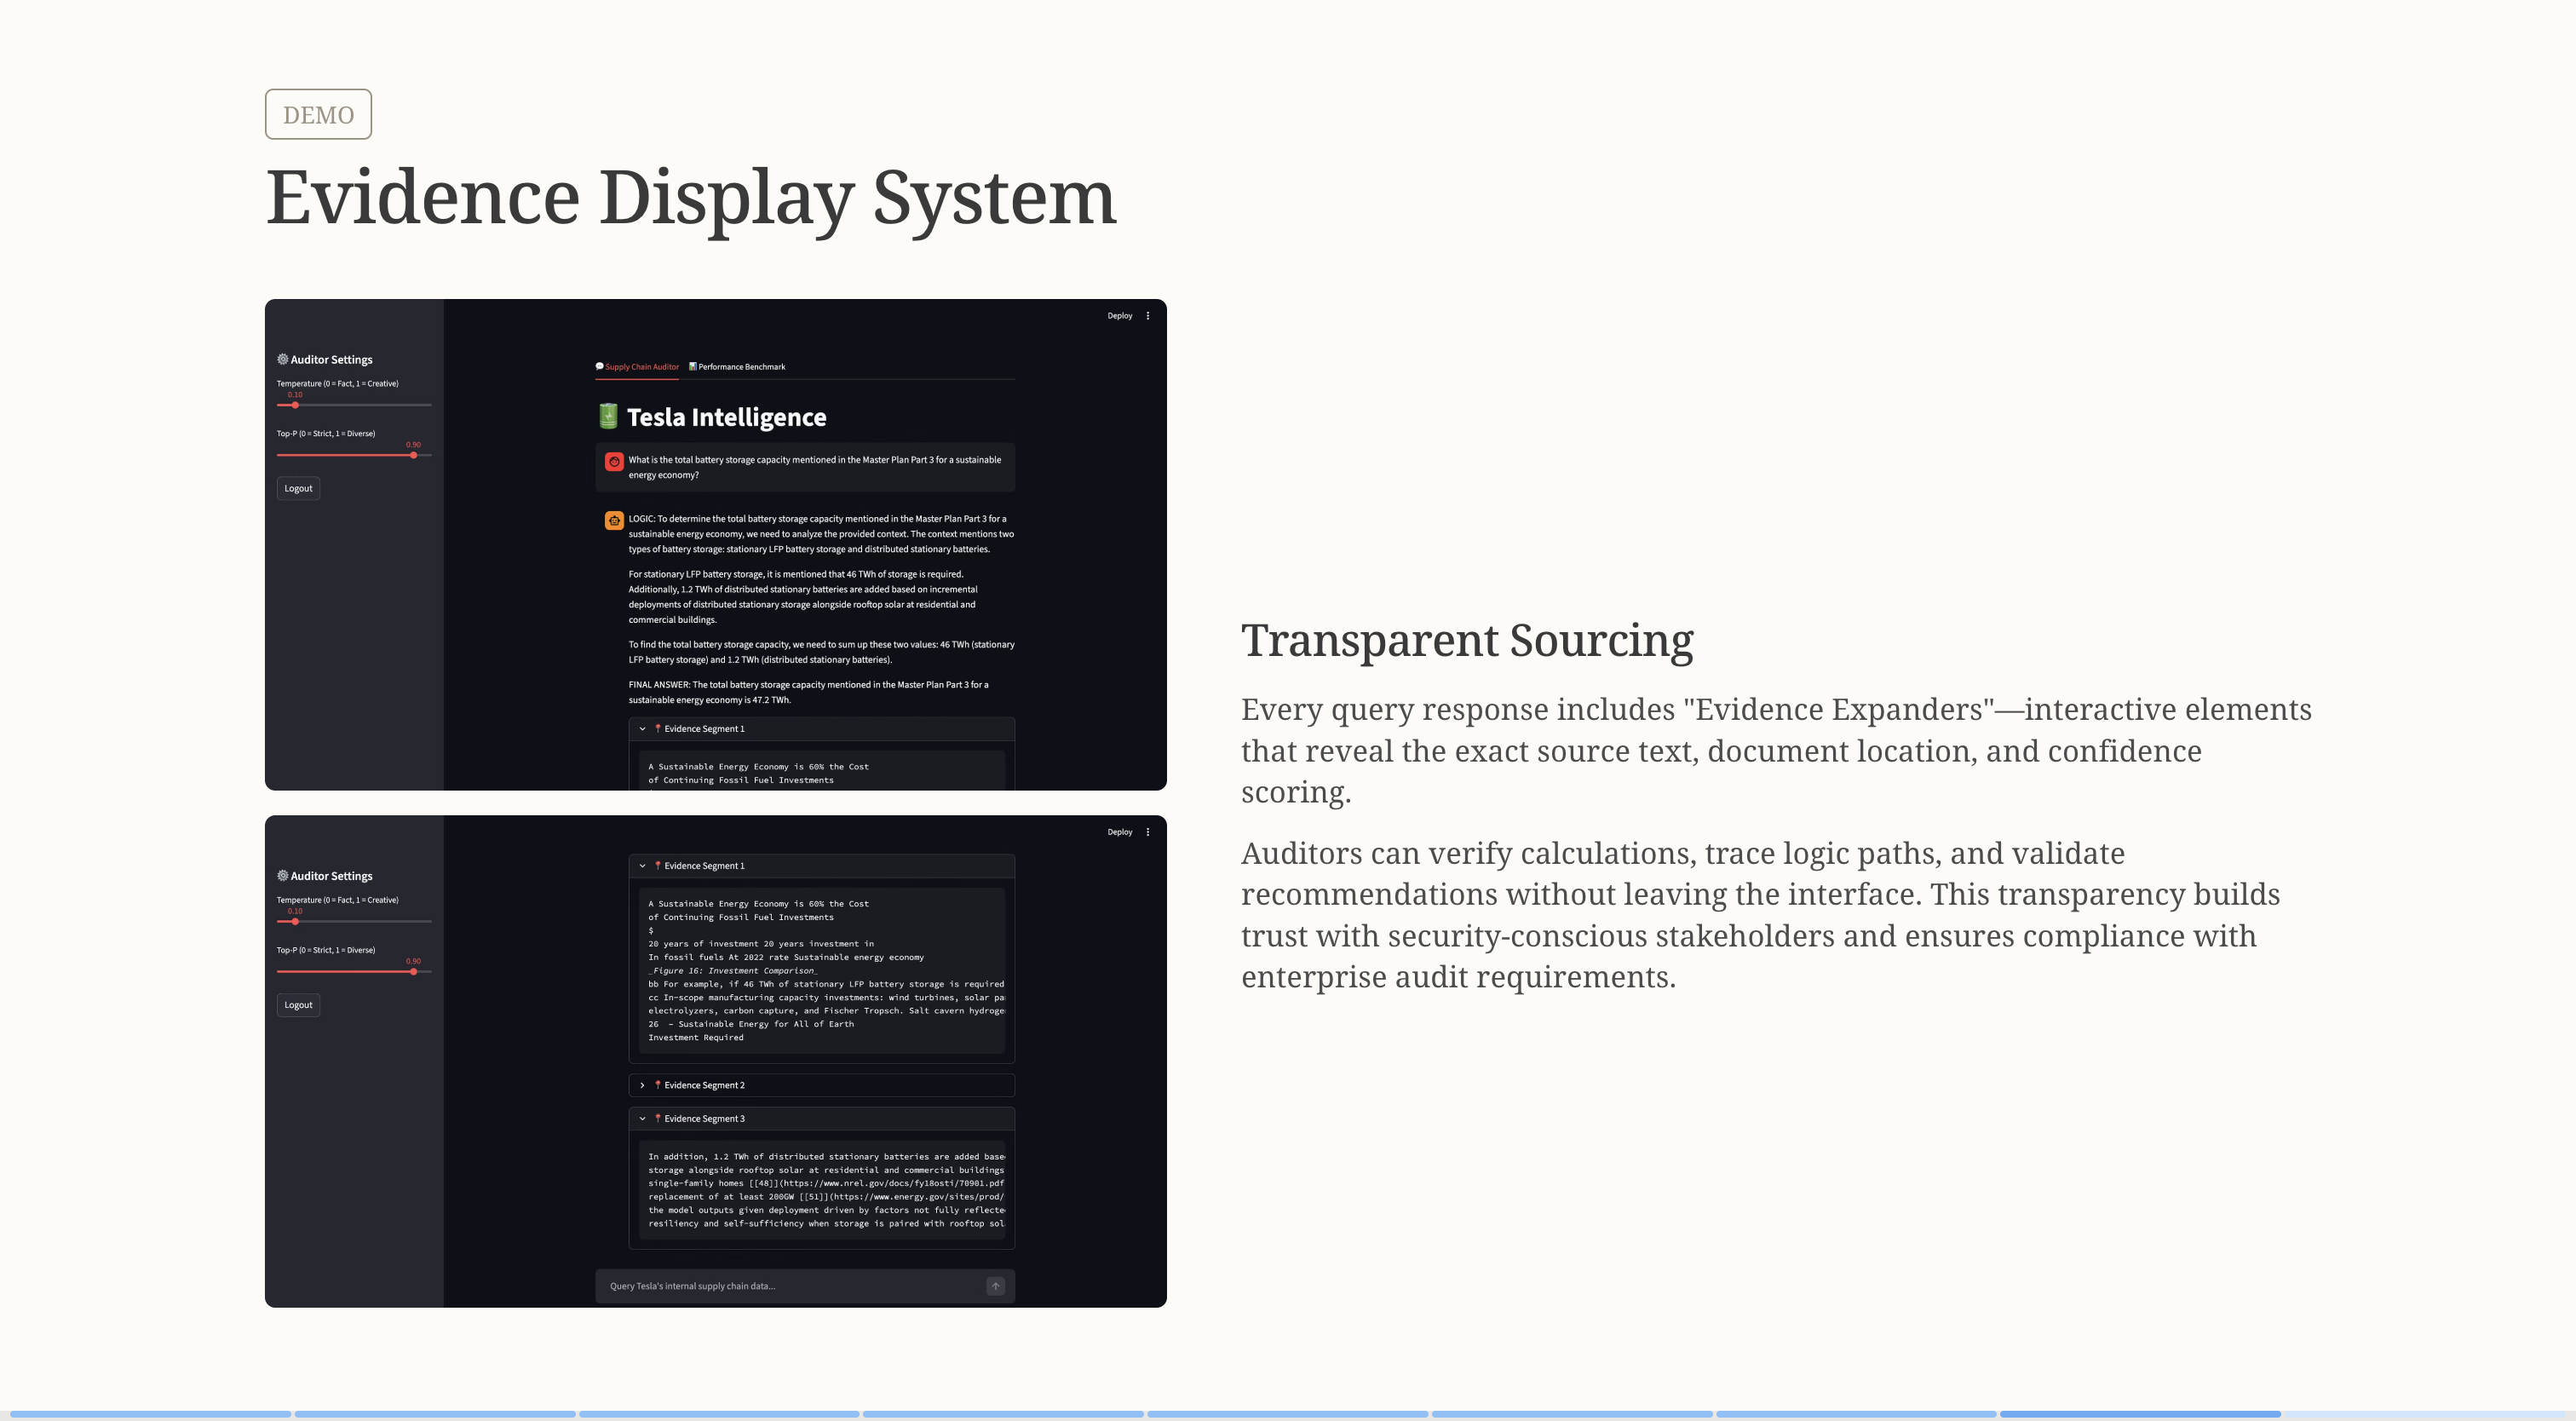 DEMO
Evidence Display System
Deploy
Auditor Settings
Temperature (0 = Fact, 1 = Creative)
0.10
Top-P (0 = Strict, 1 = Diverse)
0.90
Logout
Supply Chain Auditor
Performance Benchmark
Tesla Intelligence
What is the total battery storage capacity mentioned in the Master Plan Part 3 for a sustainable
energy economy?
LOGIC: To determine the total battery storage capacity mentioned in the Master Plan Part 3 for a
sustainable energy economy, we need to analyze the provided context. The context mentions two
types of battery storage: stationary LFP battery storage and distributed stationary batteries.
For stationary LFP battery storage, it is mentioned that 46 TWh of storage is required.
Additionally, 1.2 TWh of distributed stationary batteries are added based on incremental
deployments of distributed stationary storage alongside rooftop solar at residential and
commercial buildings.
To find the total battery storage capacity, we need to sum up these two values: 46 TWh (stationary
LFP battery storage) and 1.2 TWh (distributed stationary batteries).
FINAL ANSWER: The total battery storage capacity mentioned in the Master Plan Part 3 for a
sustainable energy economy is 47.2 TWh.
Evidence Segment 1
A Sustainable Energy Economy is 60% the Cost
of Continuing Fossil Fuel Investments
Deploy
Auditor Settings
Temperature (0 = Fact, 1 = Creative)
0.10
Top-P (0 = Strict, 1 = Diverse)
0.90
Logout
Evidence Segment 1
A Sustainable Energy Economy is 60% the Cost
of Continuing Fossil Fuel Investments
$
20 years of investment 20 years investment in
In fossil fuels At 2022 rate Sustainable energy economy
_Figure 16: Investment Comparison_
bb For example, if 46 TWh of stationary LFP battery storage is required
cc In-scope manufacturing capacity investments: wind turbines, solar pa
electrolyzers, carbon capture, and Fischer Tropsch. Salt cavern hydroge
26 – Sustainable Energy for All of Earth
Investment Required
Evidence Segment 2
Evidence Segment 3
In addition, 1.2 TWh of distributed stationary batteries are added base
storage alongside rooftop solar at residential and commercial buildings
single-family homes [[48]](https://www.nrel.gov/docs/fy18osti/70901.pdf
replacement of at least 200GW [[51]](https://www.energy.gov/sites/prod/
the model outputs given deployment driven by factors not fully reflecte
resiliency and self-sufficiency when storage is paired with rooftop sol
Query Tesla's internal supply chain data...
Transparent Sourcing
Every query response includes "Evidence Expanders"—interactive elements
that reveal the exact source text, document location, and confidence
scoring.
Auditors can verify calculations, trace logic paths, and validate
recommendations without leaving the interface. This transparency builds
trust with security-conscious stakeholders and ensures compliance with
enterprise audit requirements.